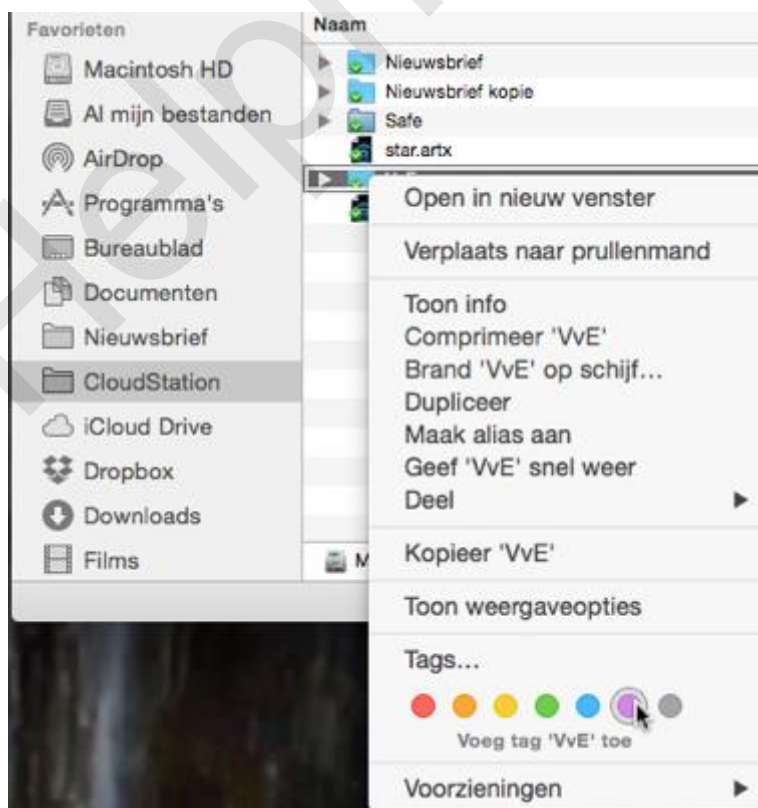 Favorieten
Macintosh HD
Al mijn bestanden
AirDrop
Programma's
Bureaublad
Documenten
Nieuwsbrief
CloudStation
iCloud Drive
Dropbox
Downloads
Films
Naam
Nieuwsbrief
Nieuwsbrief kopie
Safe
star.artx
Open in nieuw venster
Verplaats naar prullenmand
Toon info
Comprimeer 'VvE'
Brand 'VvE' op schijf...
Dupliceer
Maak alias aan
Geef 'VvE' snel weer
Deel
Kopieer 'VvE'
Toon weergaveopties
Tags...
Voeg tag 'VvE' toe
Voorzieningen